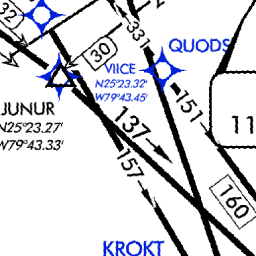 32
331
QUODS
30
VIICE
N25°23.32'
W79°43.45'
151
JUNUR
N25°23.27'
W79°43.33'
137
11
157
160
KROKT